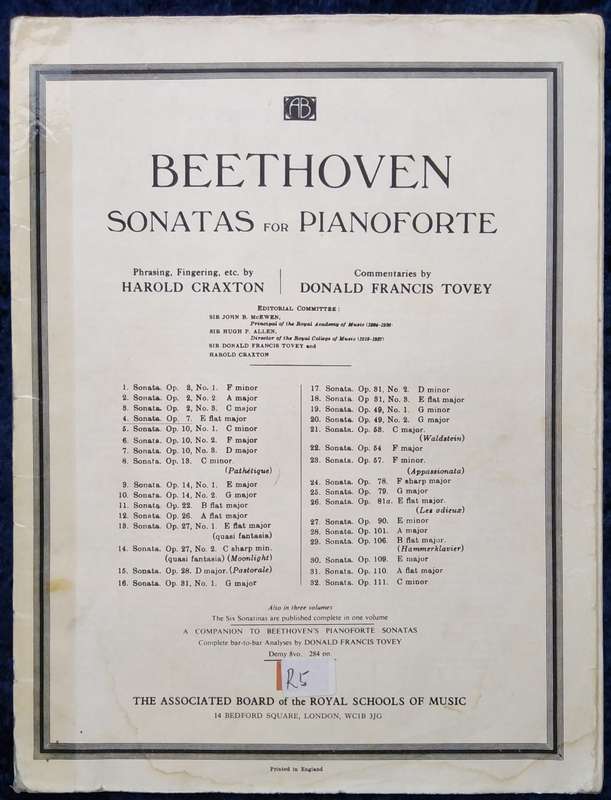 AB
BEETHOVEN
SONATAS FOR PIANOFORTE
Phrasing, Fingering, etc. by
HAROLD CRAXTON
Commentaries by
DONALD FRANCIS TOVEY
EDITORIAL COMMITTEE :
SIR JOHN B. McEWEN,
Principal of the Royal Academy of Music
SIR HUGH P. ALLEN,
Director of the Royal College of Music
SIR DONALD FRANCIS TOVEY and
HAROLD CRAXTON
1. Sonata. Op. 2, No. 1. F minor
2. Sonata. Op. 2, No. 2. A major
3. Sonata. Op. 2, No. 3. C major
4. Sonata. Op. 7. E flat major
5. Sonata. Op. 10, No. 1. C minor
6. Sonata. Op. 10, No. 2. F major
7. Sonata. Op. 10, No. 3. D major
8. Sonata. Op. 13. C minor.
(Pathétique)
9. Sonata. Op. 14, No. 1. E major
10. Sonata. Op. 14, No. 2. G major
11. Sonata. Op. 22. B flat major
12. Sonata. Op. 26. A flat major
13. Sonata. Op. 27, No. 1. E flat major
(quasi fantasia)
14. Sonata. Op. 27, No. 2. C sharp min.
(quasi fantasia) (Moonlight)
15. Sonata. Op. 28. D major. (Pastorale)
16. Sonata. Op. 31, No. 1. G major
17. Sonata. Op. 31, No. 2. D minor
18. Sonata. Op 31, No. 3. E flat major
19. Sonata. Op. 49, No. 1. G minor
20. Sonata. Op. 49, No. 2. G major
21. Sonata. Op. 53. C major.
(Waldstein)
22. Sonata. Op. 54 F major
23. Sonata. Op. 57. F minor.
(Appassionata)
24. Sonata. Op. 78. F sharp major
25. Sonata. Op. 79. G major
26. Sonata. Op. 81a. E flat major.
(Les adieux)
27. Sonata. Op. 90. E minor
28. Sonata. Op. 101. A major
29. Sonata. Op. 106. B flat major.
(Hammerklavier)
30. Sonata. Op. 109. E major
31. Sonata. Op. 110. A flat major
32. Sonata. Op. 111. C minor
Also in three volumes
The Six Sonatinas are published complete in one volume
A COMPANION TO BEETHOVEN'S PIANOFORTE SONATAS
Complete bar-to-bar Analyses by DONALD FRANCIS TOVEY
Demy 8vo. 284 pp.
R5
THE ASSOCIATED BOARD of the ROYAL SCHOOLS OF MUSIC
14 BEDFORD SQUARE, LONDON, WC1B 3JG
Printed in England